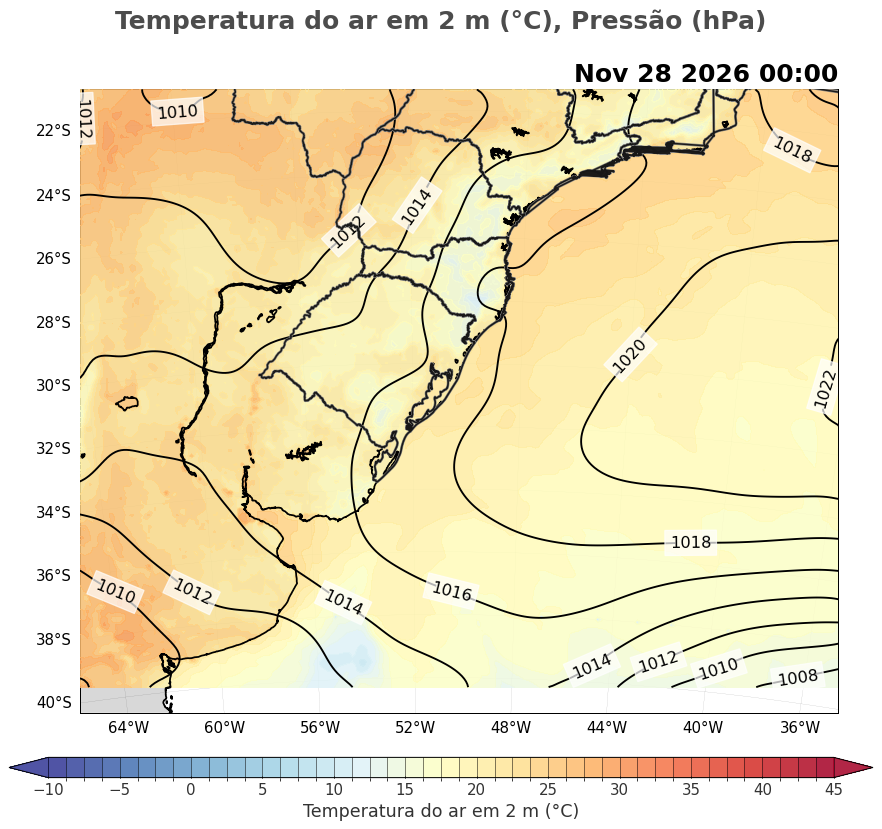 Temperatura do ar em 2 m (°C), Pressão (hPa)
Nov 28 2026 00:00
1012
1010
1018
22°S
24°S
1014
1012
26°S
28°S
1020
30°S
1022
32°S
34°S
1018
36°S
1010
1012
1014
1016
38°S
1014
1012
1010
1008
40°S
64°W 60°W 56°W 52°W 48°W 44°W 40°W 36°W
−10 −5 0 5 10 15 20 25 30 35 40 45
Temperatura do ar em 2 m (°C)